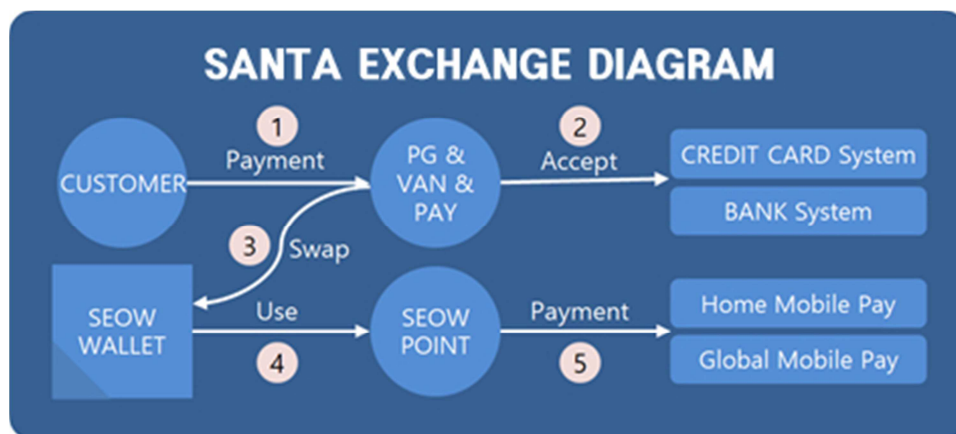 SANTA EXCHANGE DIAGRAM
1
Payment
2
Accept
CUSTOMER
PG &
VAN &
PAY
CREDIT CARD System
BANK System
3
Swap
SEOW
WALLET
Use
4
SEOW
POINT
Payment
5
Home Mobile Pay
Global Mobile Pay